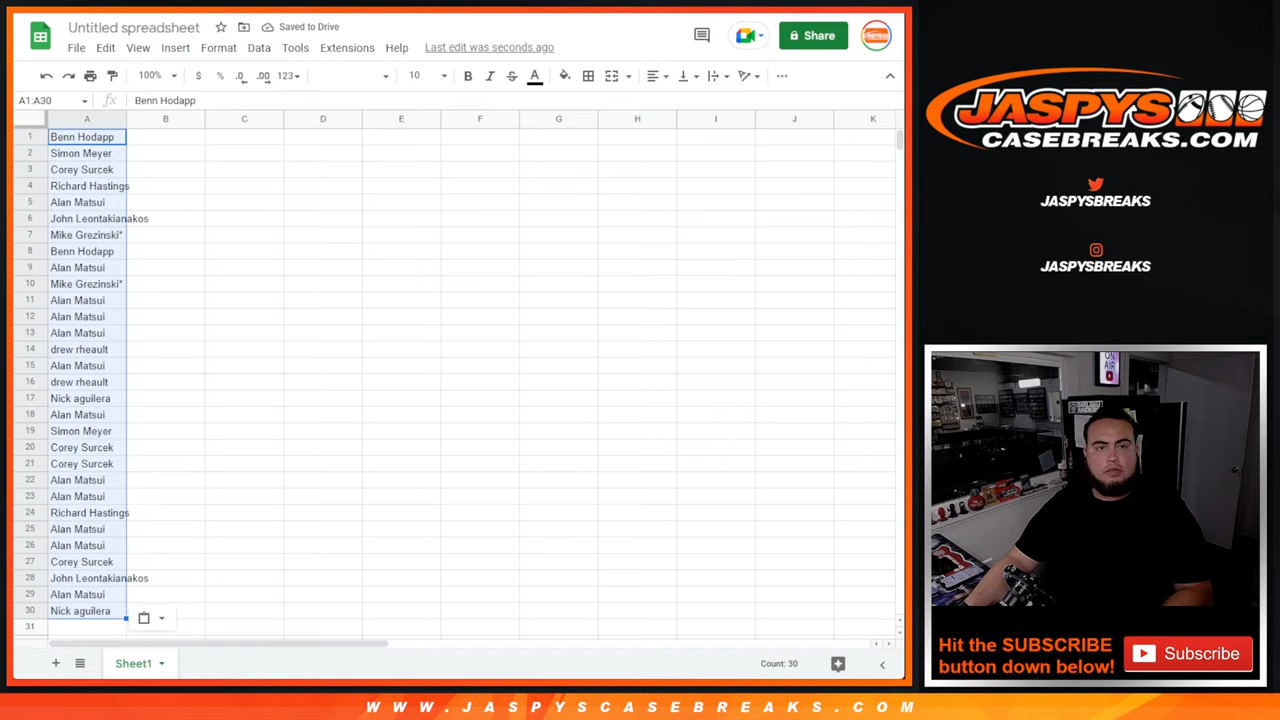 Untitled spreadsheet Saved to Drive
File Edit View Insert Format Data Tools Extensions Help Last edit was seconds ago
Share
100% $ % .0 .00 123 10 B I S A
A1:A30 fx Benn Hodapp
A B C D E F G H I J K
1 Benn Hodapp
2 Simon Meyer
3 Corey Surcek
4 Richard Hastings
5 Alan Matsui
6 John Leontakianakos
7 Mike Grezinski*
8 Benn Hodapp
9 Alan Matsui
10 Mike Grezinski*
11 Alan Matsui
12 Alan Matsui
13 Alan Matsui
14 drew rheault
15 Alan Matsui
16 drew rheault
17 Nick aguilera
18 Alan Matsui
19 Simon Meyer
20 Corey Surcek
21 Corey Surcek
22 Alan Matsui
23 Alan Matsui
24 Richard Hastings
25 Alan Matsui
26 Alan Matsui
27 Corey Surcek
28 John Leontakianakos
29 Alan Matsui
30 Nick aguilera
31
Sheet1 Count: 30
JASPYS
CASEBREAKS.COM
JASPYSBREAKS
JASPYSBREAKS
ON
AIR
Hit the SUBSCRIBE
button down below!
Subscribe
WWW.JASPYSCASEBREAKS.COM